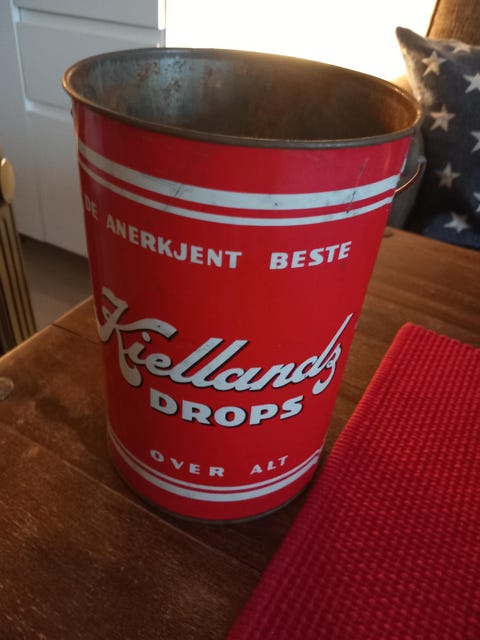 DE ANERKJENT BESTE
Kiellands
DROPS
OVER ALT